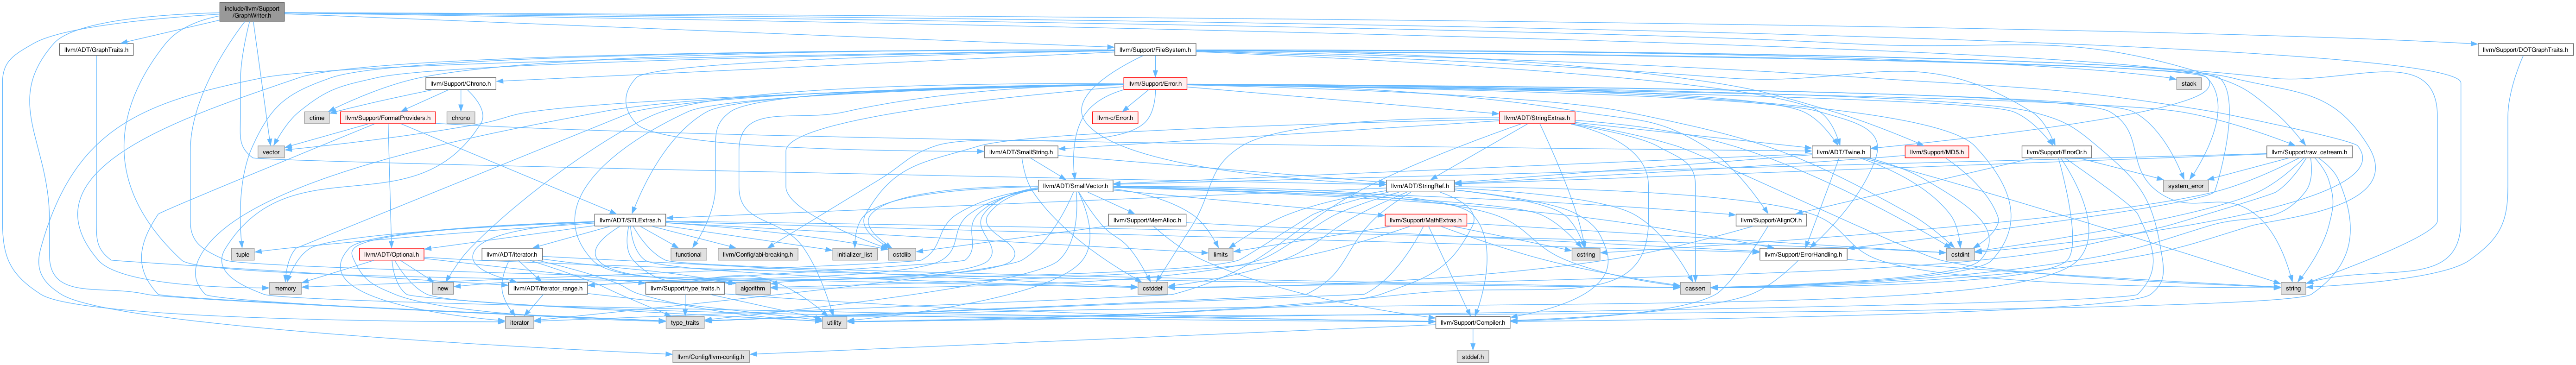 include/llvm/Support
/GraphWriter.h
llvm/ADT/GraphTraits.h
llvm/Support/FileSystem.h
llvm/Support/DOTGraphTraits.h
llvm/Support/Chrono.h
llvm/Support/Error.h
stack
ctime
llvm/Support/FormatProviders.h
chrono
llvm-c/Error.h
llvm/ADT/StringExtras.h
vector
llvm/ADT/SmallString.h
llvm/ADT/Twine.h
llvm/Support/MD5.h
llvm/Support/ErrorOr.h
llvm/Support/raw_ostream.h
llvm/ADT/SmallVector.h
llvm/ADT/StringRef.h
system_error
llvm/ADT/STLExtras.h
llvm/Support/MemAlloc.h
llvm/Support/MathExtras.h
llvm/Support/AlignOf.h
tuple
llvm/ADT/Optional.h
llvm/ADT/iterator.h
functional
llvm/Config/abi-breaking.h
initializer_list
cstdlib
limits
cstring
llvm/Support/ErrorHandling.h
cstdint
memory
new
llvm/ADT/iterator_range.h
llvm/Support/type_traits.h
algorithm
cstddef
cassert
string
iterator
type_traits
utility
llvm/Support/Compiler.h
llvm/Config/llvm-config.h
stddef.h